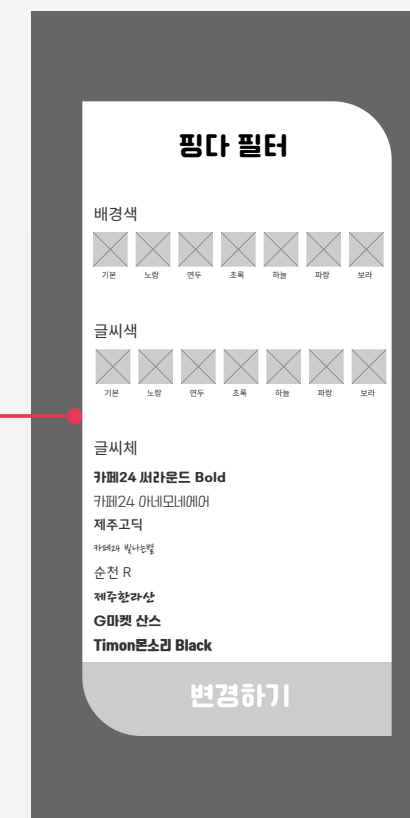 핑다 필터
배경색
기본 노랑 연두 초록 하늘 파랑 보라
글씨색
기본 노랑 연두 초록 하늘 파랑 보라
글씨체
카페24 써라운드 Bold
카페24 아네모네에어
제주고딕
카페24 빛나는별
순천 R
제주한라산
G마켓 산스
Timon몬소리 Black
변경하기